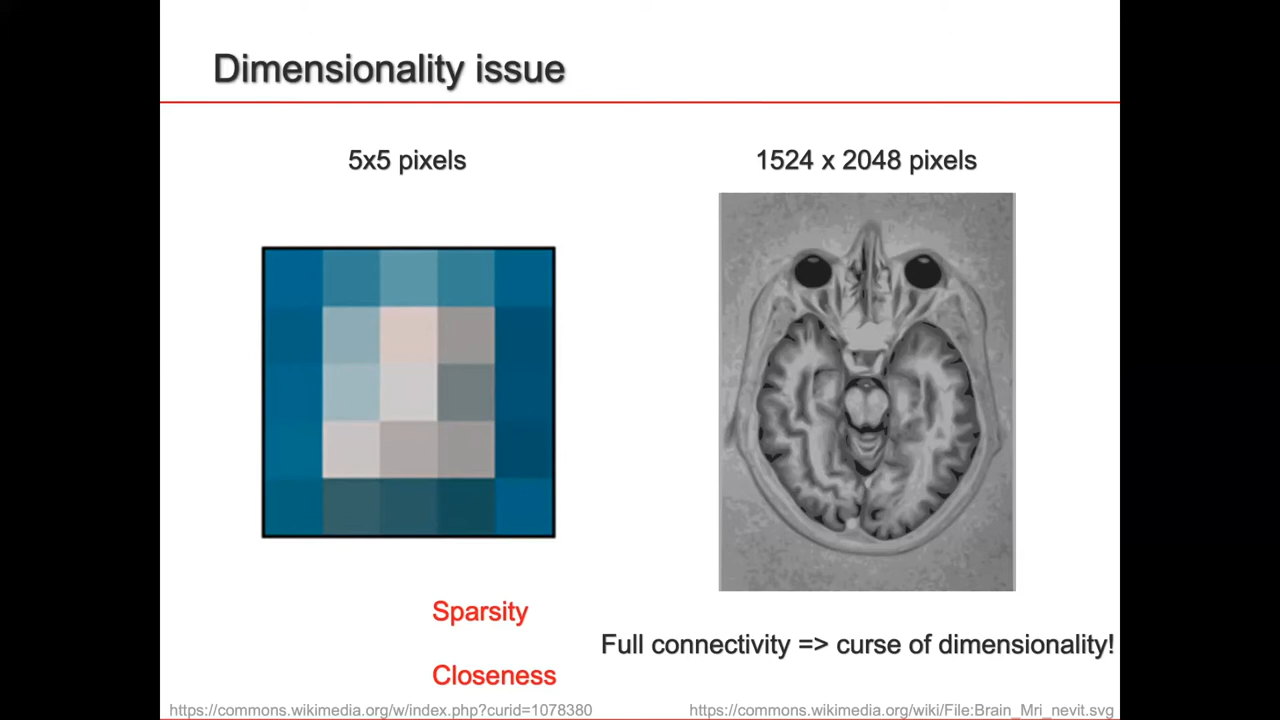 Dimensionality issue
5x5 pixels
1524 x 2048 pixels
Sparsity
Full connectivity => curse of dimensionality!
Closeness
https://commons.wikimedia.org/w/index.php?curid=1078380
https://commons.wikimedia.org/wiki/File:Brain_Mri_nevit.svg